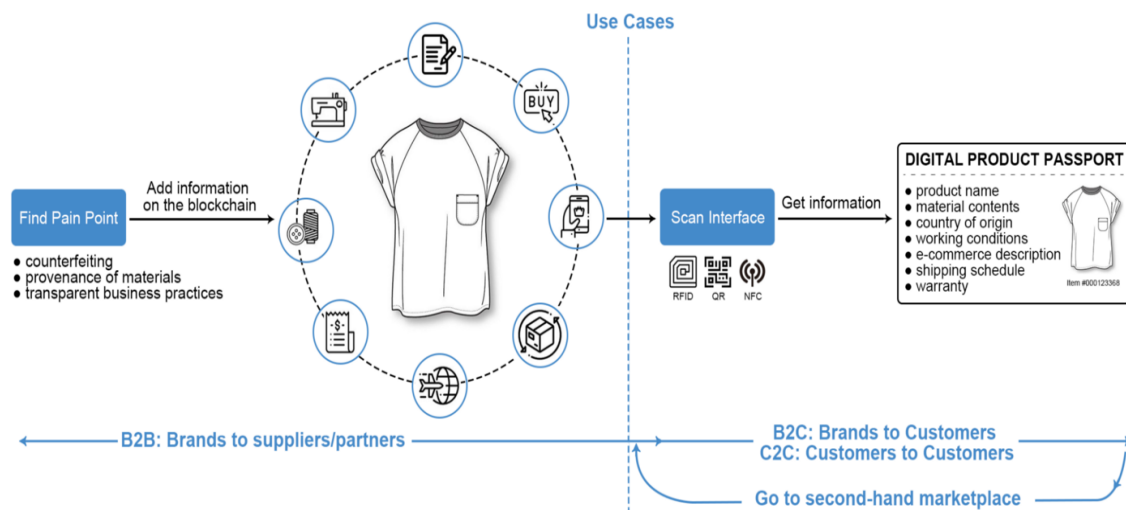 Use Cases
BUY
Find Pain Point
Add information
on the blockchain
● counterfeiting
● provenance of materials
● transparent business practices
$
Scan Interface
RFID
QR
NFC
Get information
DIGITAL PRODUCT PASSPORT
● product name
● material contents
● country of origin
● working conditions
● e-commerce description
● shipping schedule
● warranty
Item #000123368
B2B: Brands to suppliers/partners
B2C: Brands to Customers
C2C: Customers to Customers
Go to second-hand marketplace